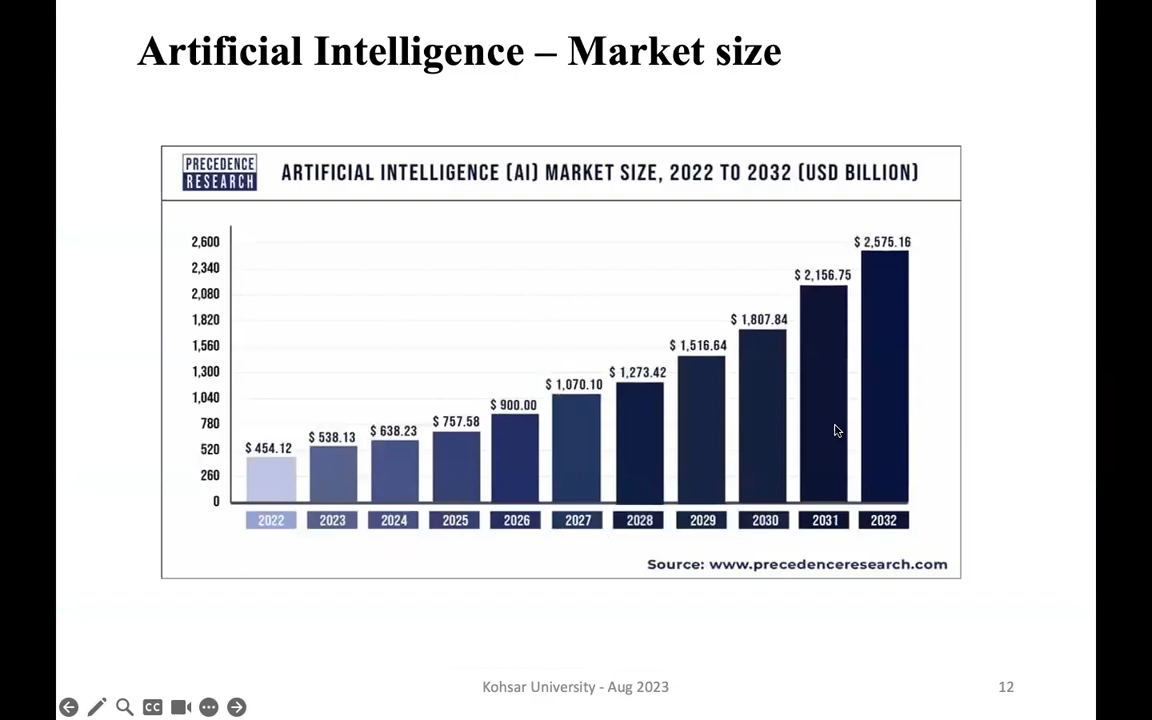 Artificial Intelligence – Market size
PRECEDENCE
RESEARCH
ARTIFICIAL INTELLIGENCE (AI) MARKET SIZE, 2022 TO 2032 (USD BILLION)
2,600
2,340
2,080
1,820
1,560
1,300
1,040
780
520
260
0
$ 454.12
$ 538.13
$ 638.23
$ 757.58
$ 900.00
$ 1,070.10
$ 1,273.42
$ 1,516.64
$ 1,807.84
$ 2,156.75
$ 2,575.16
2022 2023 2024 2025 2026 2027 2028 2029 2030 2031 2032
Source: www.precedenceresearch.com
Kohsar University - Aug 2023 12
CC